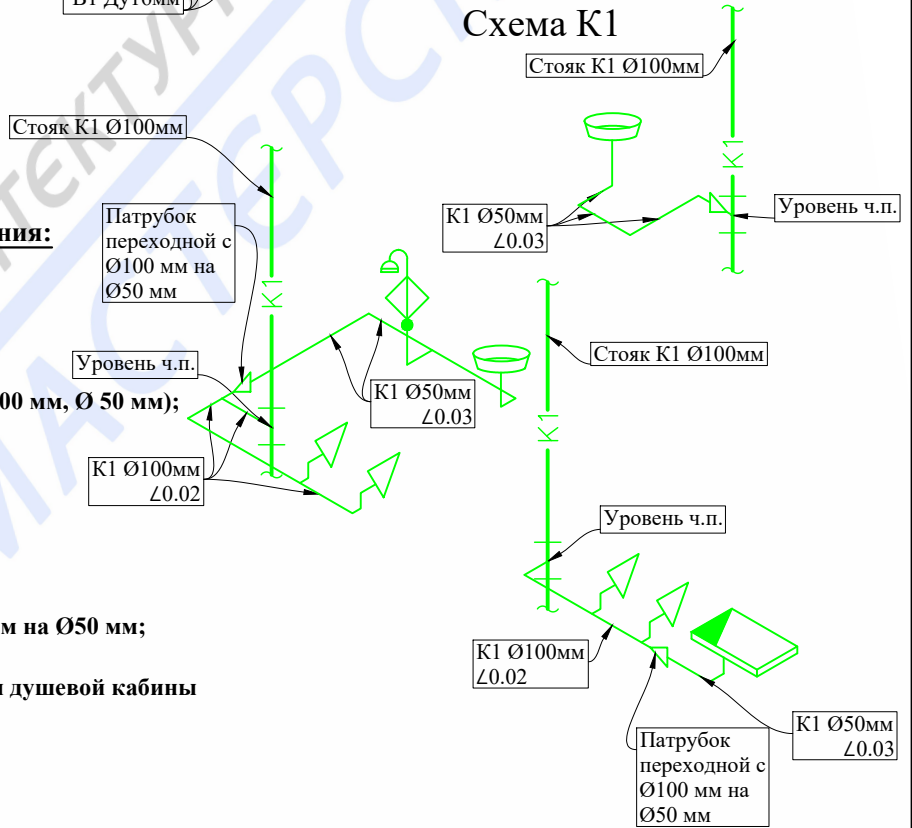 В1 Ду16мм
Схема К1
Стояк К1 Ø100мм
Стояк К1 Ø100мм
К1
Патрубок
переходной с
Ø100 мм на
Ø50 мм
К1 Ø50мм
∠0.03
Уровень ч.п.
ния:
К1
Стояк К1 Ø100мм
Уровень ч.п.
К1 Ø50мм
∠0.03
00 мм, Ø 50 мм);
К1
К1 Ø100мм
∠0.02
Уровень ч.п.
м на Ø50 мм;
К1 Ø100мм
∠0.02
и душевой кабины
К1 Ø50мм
∠0.03
Патрубок
переходной с
Ø100 мм на
Ø50 мм
МАСТЕРСК